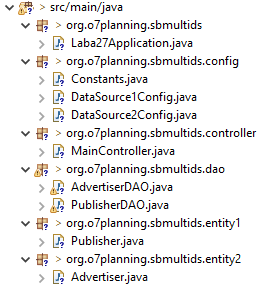 src/main/java
> org.o7planning.sbmultids
> Laba27Application.java
> org.o7planning.sbmultids.config
> Constants.java
> DataSource1Config.java
> DataSource2Config.java
> org.o7planning.sbmultids.controller
> MainController.java
> org.o7planning.sbmultids.dao
> AdvertiserDAO.java
> PublisherDAO.java
> org.o7planning.sbmultids.entity1
> Publisher.java
> org.o7planning.sbmultids.entity2
> Advertiser.java